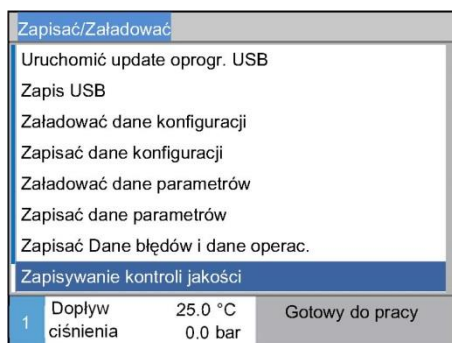 Zapisać/Załadować
Uruchomić update oprogr. USB
Zapis USB
Załadować dane konfiguracji
Zapisać dane konfiguracji
Załadować dane parametrów
Zapisać dane parametrów
Zapisać Dane błędów i dane operac.
Zapisywanie kontroli jakości
1 Dopływ 25.0 °C Gotowy do pracy
ciśnienia 0.0 bar